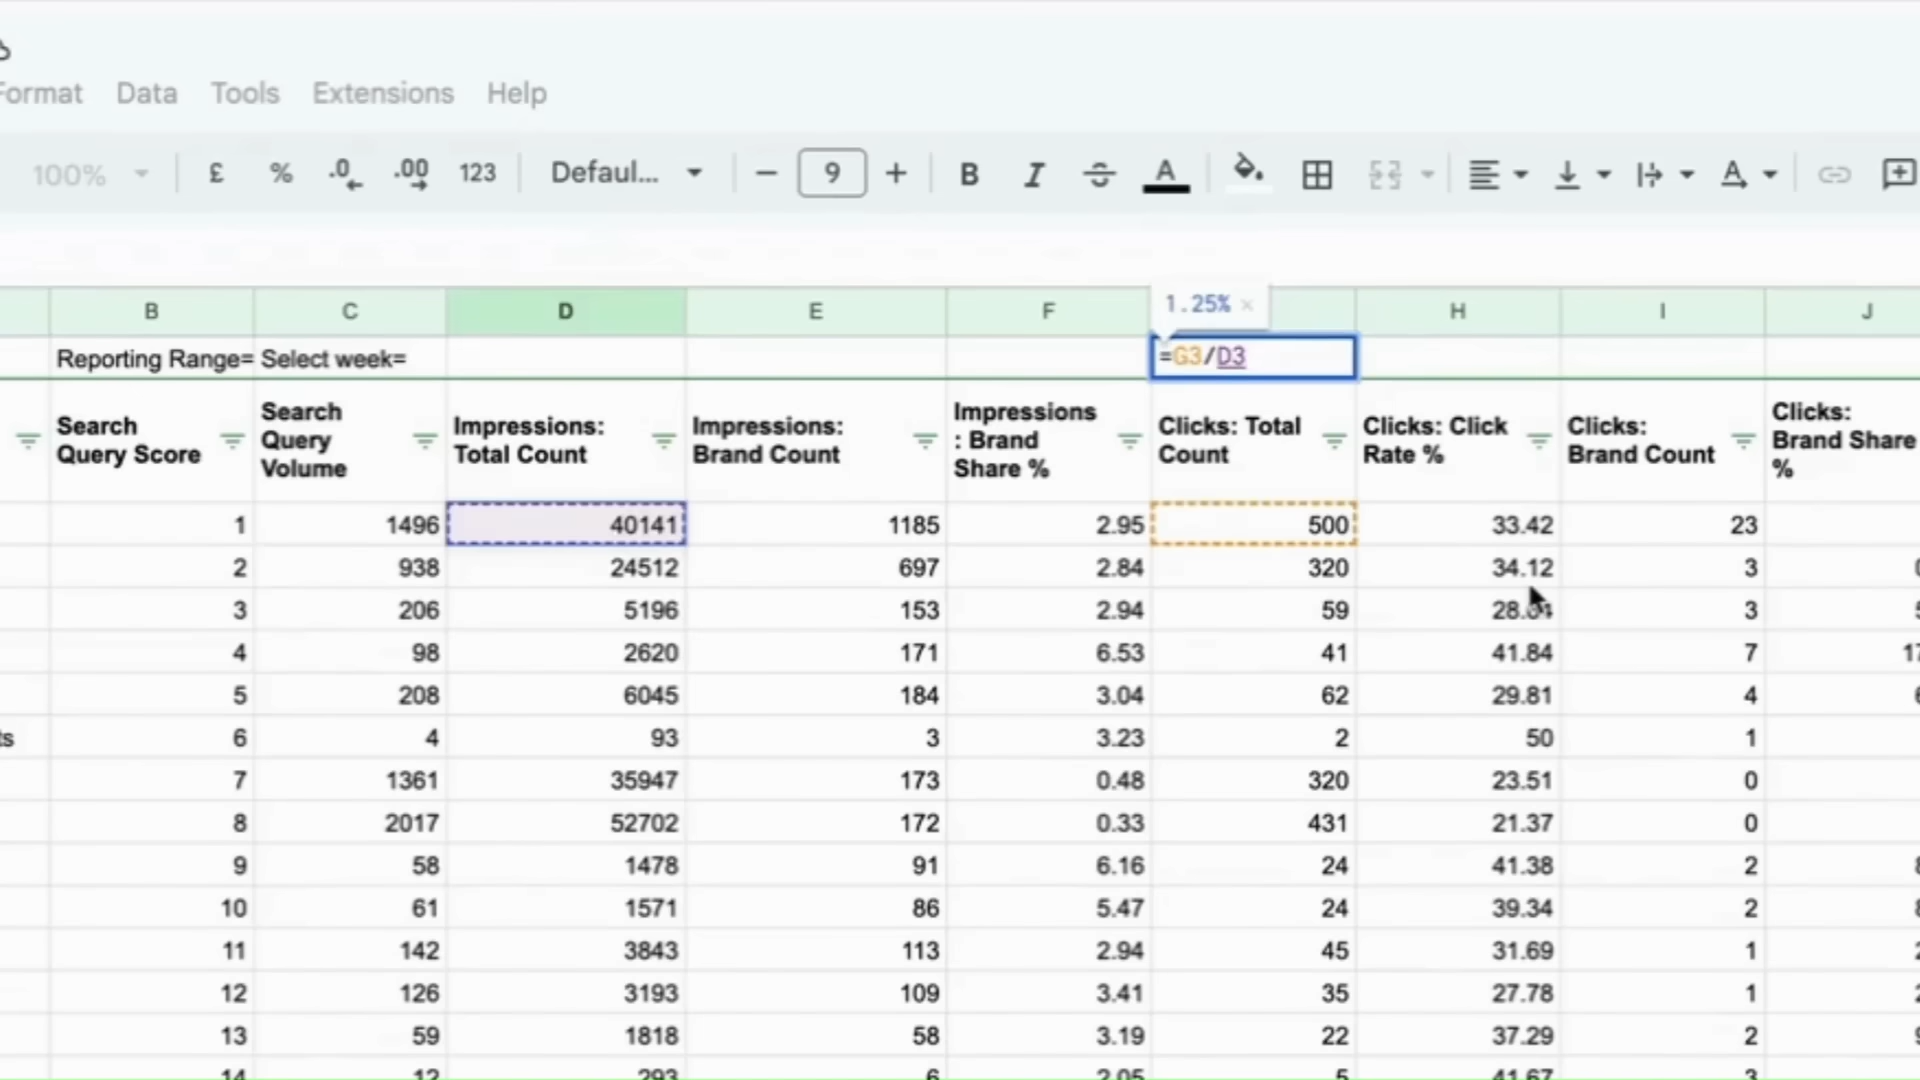 Format Data Tools Extensions Help
100% £ % .0 .00 123 Defaul... − 9 + B I S A A
B C D E F H I J
1.25% ×
Reporting Range= Select week= =G3/D3
Search Query Score
Search Query Volume
Impressions: Total Count
Impressions: Brand Count
Impressions : Brand Share %
Clicks: Total Count
Clicks: Click Rate %
Clicks: Brand Count
Clicks: Brand Share %
1 1496 40141 1185 2.95 500 33.42 23
2 938 24512 697 2.84 320 34.12 3
3 206 5196 153 2.94 59 3
4 98 2620 171 6.53 41 41.84 7 17
5 208 6045 184 3.04 62 29.81 4
ts 6 4 93 3 3.23 2 50 1
7 1361 35947 173 0.48 320 23.51 0
8 2017 52702 172 0.33 431 21.37 0
9 58 1478 91 6.16 24 41.38 2
10 61 1571 86 5.47 24 39.34 2
11 142 3843 113 2.94 45 31.69 1
12 126 3193 109 3.41 35 27.78 1
13 59 1818 58 3.19 22 37.29 2
14 12 293 6 2.05 5 41.67 3